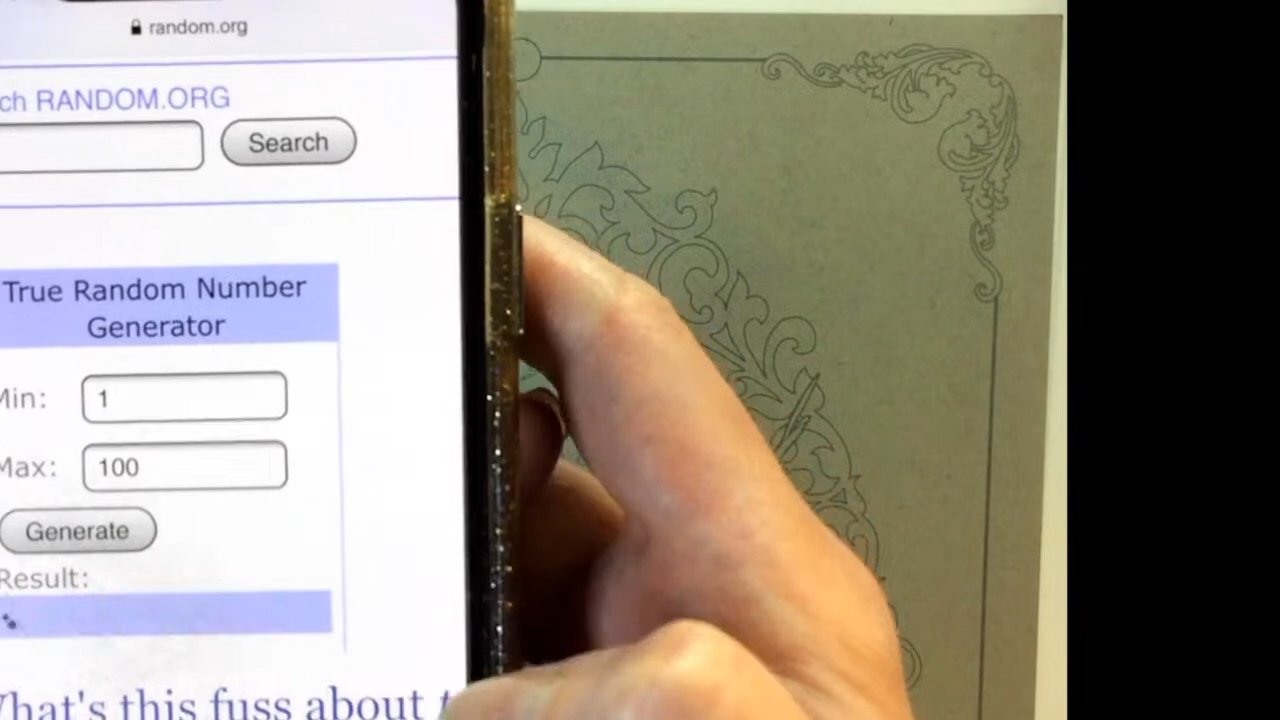 random.org
ch RANDOM.ORG
Search
True Random Number
Generator
Min: 1
Max: 100
Generate
Result:
What's this fuss about